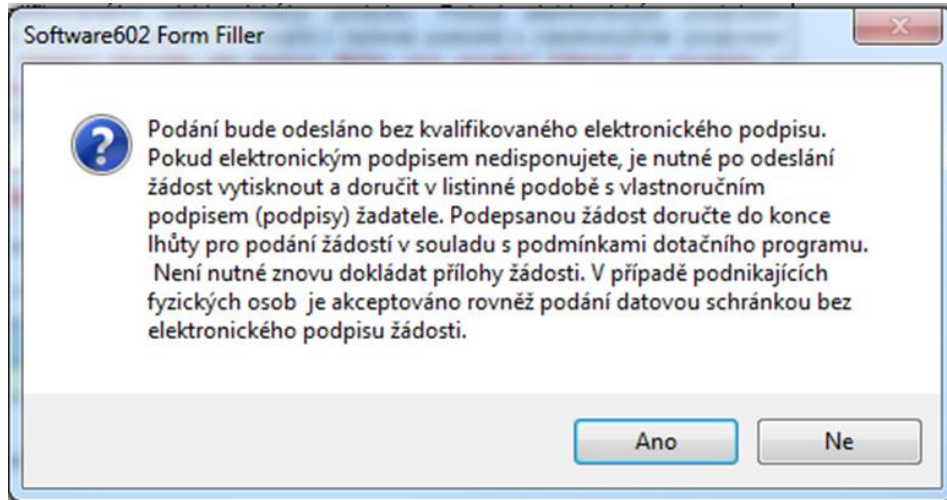 Software602 Form Filler
Podání bude odesláno bez kvalifikovaného elektronického podpisu.
Pokud elektronickým podpisem nedisponujete, je nutné po odeslání
žádost vytisknout a doručit v listinné podobě s vlastnoručním
podpisem (podpisy) žadatele. Podepsanou žádost doručte do konce
lhůty pro podání žádostí v souladu s podmínkami dotačního programu.
Není nutné znovu dokládat přílohy žádosti. V případě podnikajících
fyzických osob  je akceptováno rovněž podání datovou schránkou bez
elektronického podpisu žádosti.
Ano Ne